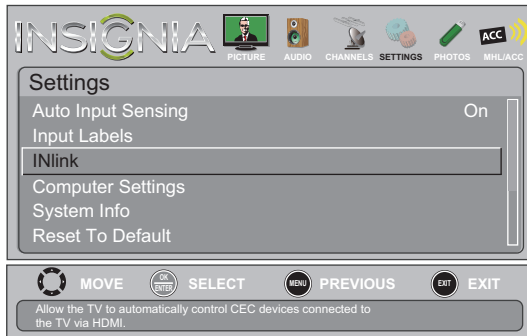 INSIGNIA
PICTURE AUDIO CHANNELS SETTINGS PHOTOS MHL/ACC
ACC
Settings
Auto Input Sensing On
Input Labels
INlink
Computer Settings
System Info
Reset To Default
MOVE OK ENTER SELECT MENU PREVIOUS EXIT EXIT
Allow the TV to automatically control CEC devices connected to
the TV via HDMI.